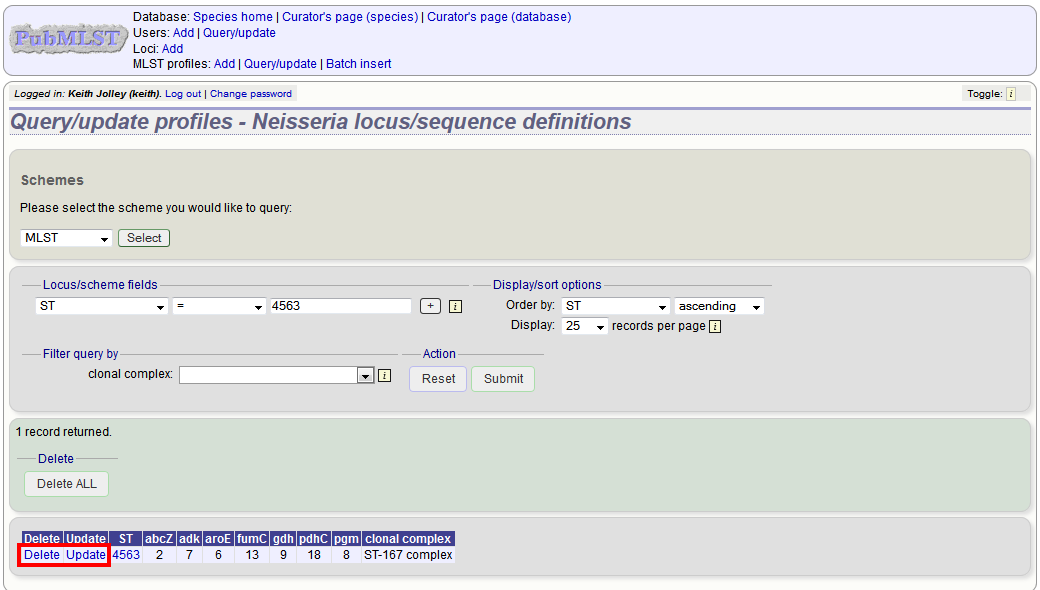 PubMLST
Database: Species home | Curator's page (species) | Curator's page (database)
Users: Add | Query/update
Loci: Add
MLST profiles: Add | Query/update | Batch insert
Logged in: Keith Jolley (keith). Log out | Change password
Toggle: i
Query/update profiles - Neisseria locus/sequence definitions
Schemes
Please select the scheme you would like to query:
MLST Select
Locus/scheme fields
ST = 4563 + i
Display/sort options
Order by: ST ascending
Display: 25 records per page i
Filter query by
clonal complex: i
Action
Reset Submit
1 record returned.
Delete
Delete ALL
Delete Update ST abcZ adk aroE fumC gdh pdhC pgm clonal complex
Delete Update 4563 2 7 6 13 9 18 8 ST-167 complex